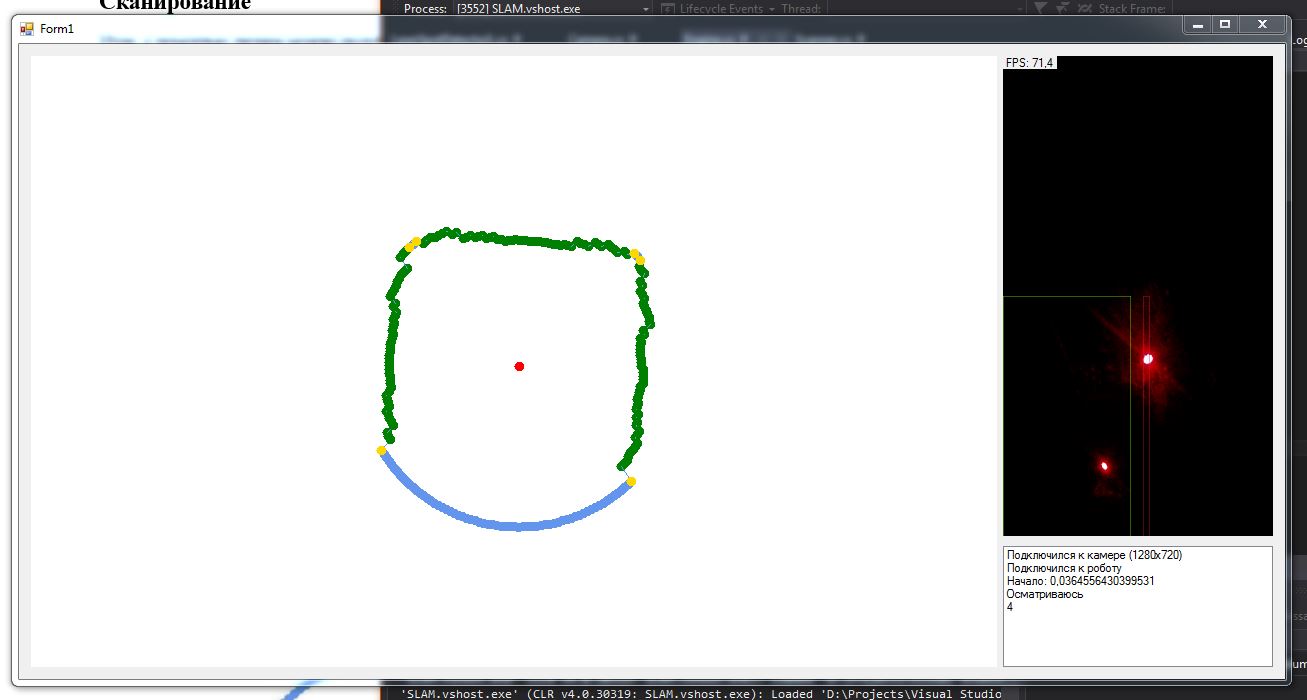 Сканирование
Process: [3552] SLAM.vshost.exe Lifecycle Events Thread: Stack Frame:
Form1
FPS: 71,4
Подключился к камере (1280x720)
Подключился к роботу
Начало: 0,0364556430399531
Осматриваюсь
4
'SLAM.vshost.exe' (CLR v4.0.30319: SLAM.vshost.exe): Loaded 'D:\Projects\Visual Studio